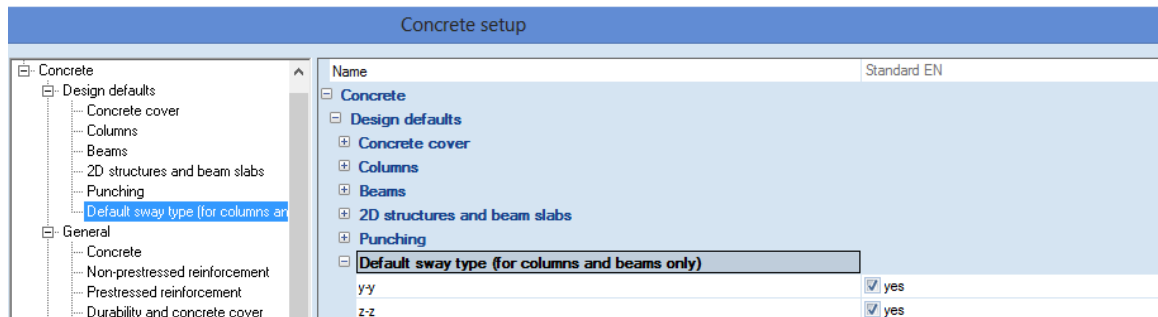 Concrete setup
Concrete
Design defaults
Concrete cover
Columns
Beams
2D structures and beam slabs
Punching
Default sway type (for columns an
General
Concrete
Non-prestressed reinforcement
Prestressed reinforcement
Durability and concrete cover
Name Standard EN
Concrete
Design defaults
Concrete cover
Columns
Beams
2D structures and beam slabs
Punching
Default sway type (for columns and beams only)
y-y yes
z-z yes